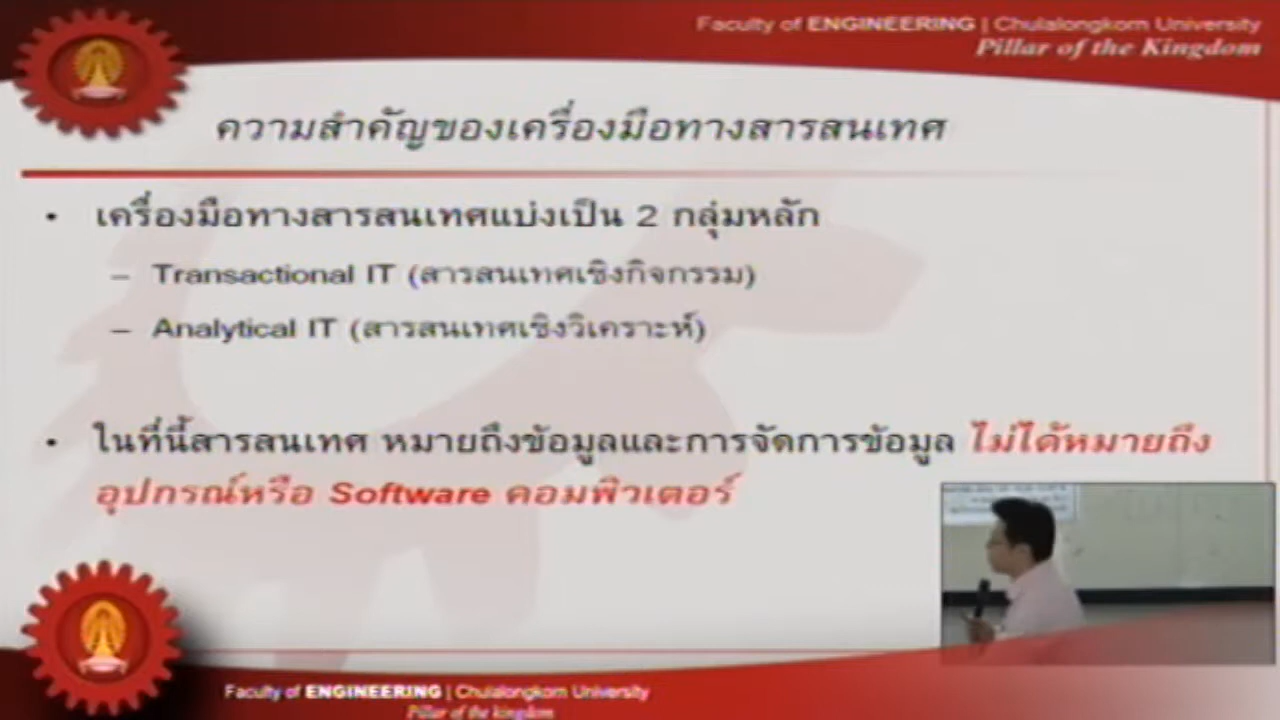 Faculty of ENGINEERING | Chulalongkorn University
Pillar of the Kingdom
ความสำคัญของเครื่องมือทางสารสนเทศ
• เครื่องมือทางสารสนเทศแบ่งเป็น 2 กลุ่มหลัก
– Transactional IT (สารสนเทศเชิงกิจกรรม)
– Analytical IT (สารสนเทศเชิงวิเคราะห์)
• ในที่นี้สารสนเทศ หมายถึงข้อมูลและการจัดการข้อมูล ไม่ได้หมายถึง
อุปกรณ์หรือ Software คอมพิวเตอร์
Faculty of ENGINEERING | Chulalongkorn University
Pillar of the kingdom